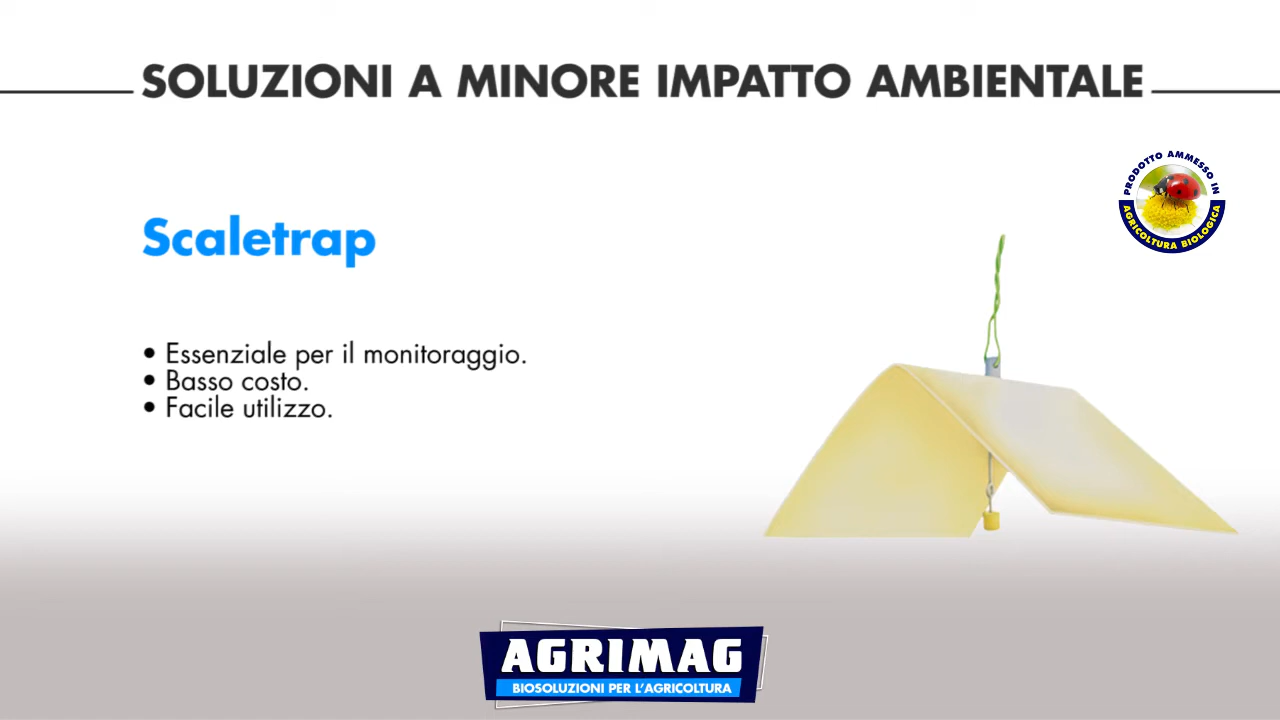 SOLUZIONI A MINORE IMPATTO AMBIENTALE
PRODOTTO AMMESSO IN
AGRICOLTURA BIOLOGICA
Scaletrap
• Essenziale per il monitoraggio.
• Basso costo.
• Facile utilizzo.
AGRIMAG
BIOSOLUZIONI PER L'AGRICOLTURA